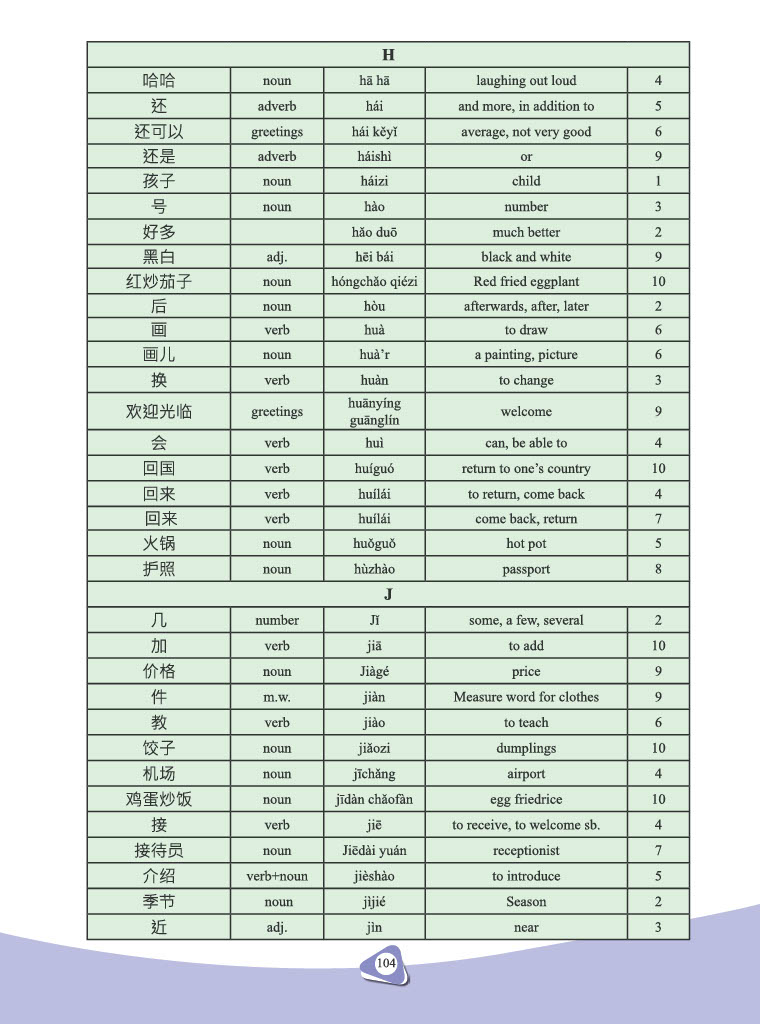 H
哈哈 noun hā hā laughing out loud 4
还 adverb hái and more, in addition to 5
还可以 greetings hái kěyǐ average, not very good 6
还是 adverb háishì or 9
孩子 noun háizi child 1
号 noun hào number 3
好多 hǎo duō much better 2
黑白 adj. hēi bái black and white 9
红炒茄子 noun hóngchǎo qiézi Red fried eggplant 10
后 noun hòu afterwards, after, later 2
画 verb huà to draw 6
画儿 noun huà’r a painting, picture 6
换 verb huàn to change 3
欢迎光临 greetings huānyíng guānglín welcome 9
会 verb huì can, be able to 4
回国 verb huíguó return to one’s country 10
回来 verb huílái to return, come back 4
回来 verb huílái come back, return 7
火锅 noun huǒguǒ hot pot 5
护照 noun hùzhào passport 8
J
几 number Jǐ some, a few, several 2
加 verb jiā to add 10
价格 noun Jiàgé price 9
件 m.w. jiàn Measure word for clothes 9
教 verb jiào to teach 6
饺子 noun jiǎozi dumplings 10
机场 noun jīchǎng airport 4
鸡蛋炒饭 noun jīdàn chǎofàn egg friedrice 10
接 verb jiē to receive, to welcome sb. 4
接待员 noun Jiēdài yuán receptionist 7
介绍 verb+noun jièshào to introduce 5
季节 noun jìjié Season 2
近 adj. jìn near 3
104